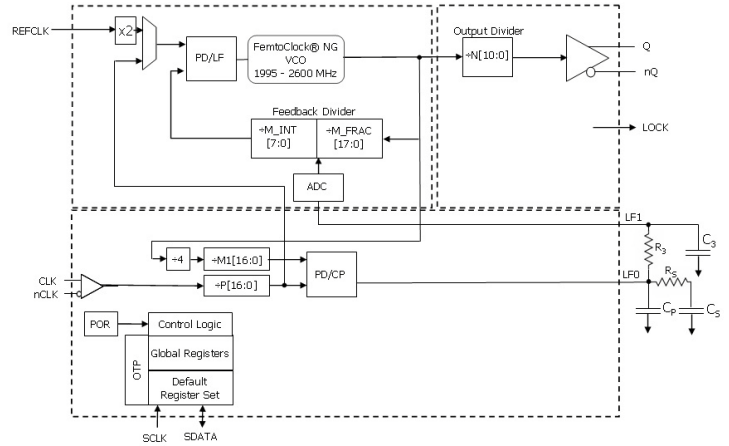 REFCLK
x2
PD/LF
FemtoClock® NG
VCO
1995 - 2600 MHz
Output Divider
÷N[10:0]
Q
nQ
Feedback Divider
÷M_INT
[7:0]
÷M_FRAC
[17:0]
LOCK
ADC
LF1
C3
R3
÷4
÷M1[16:0]
PD/CP
LF0
RS
CLK
nCLK
÷P[16:0]
CP
CS
POR
Control Logic
OTP
Global Registers
Default
Register Set
SCLK
SDATA